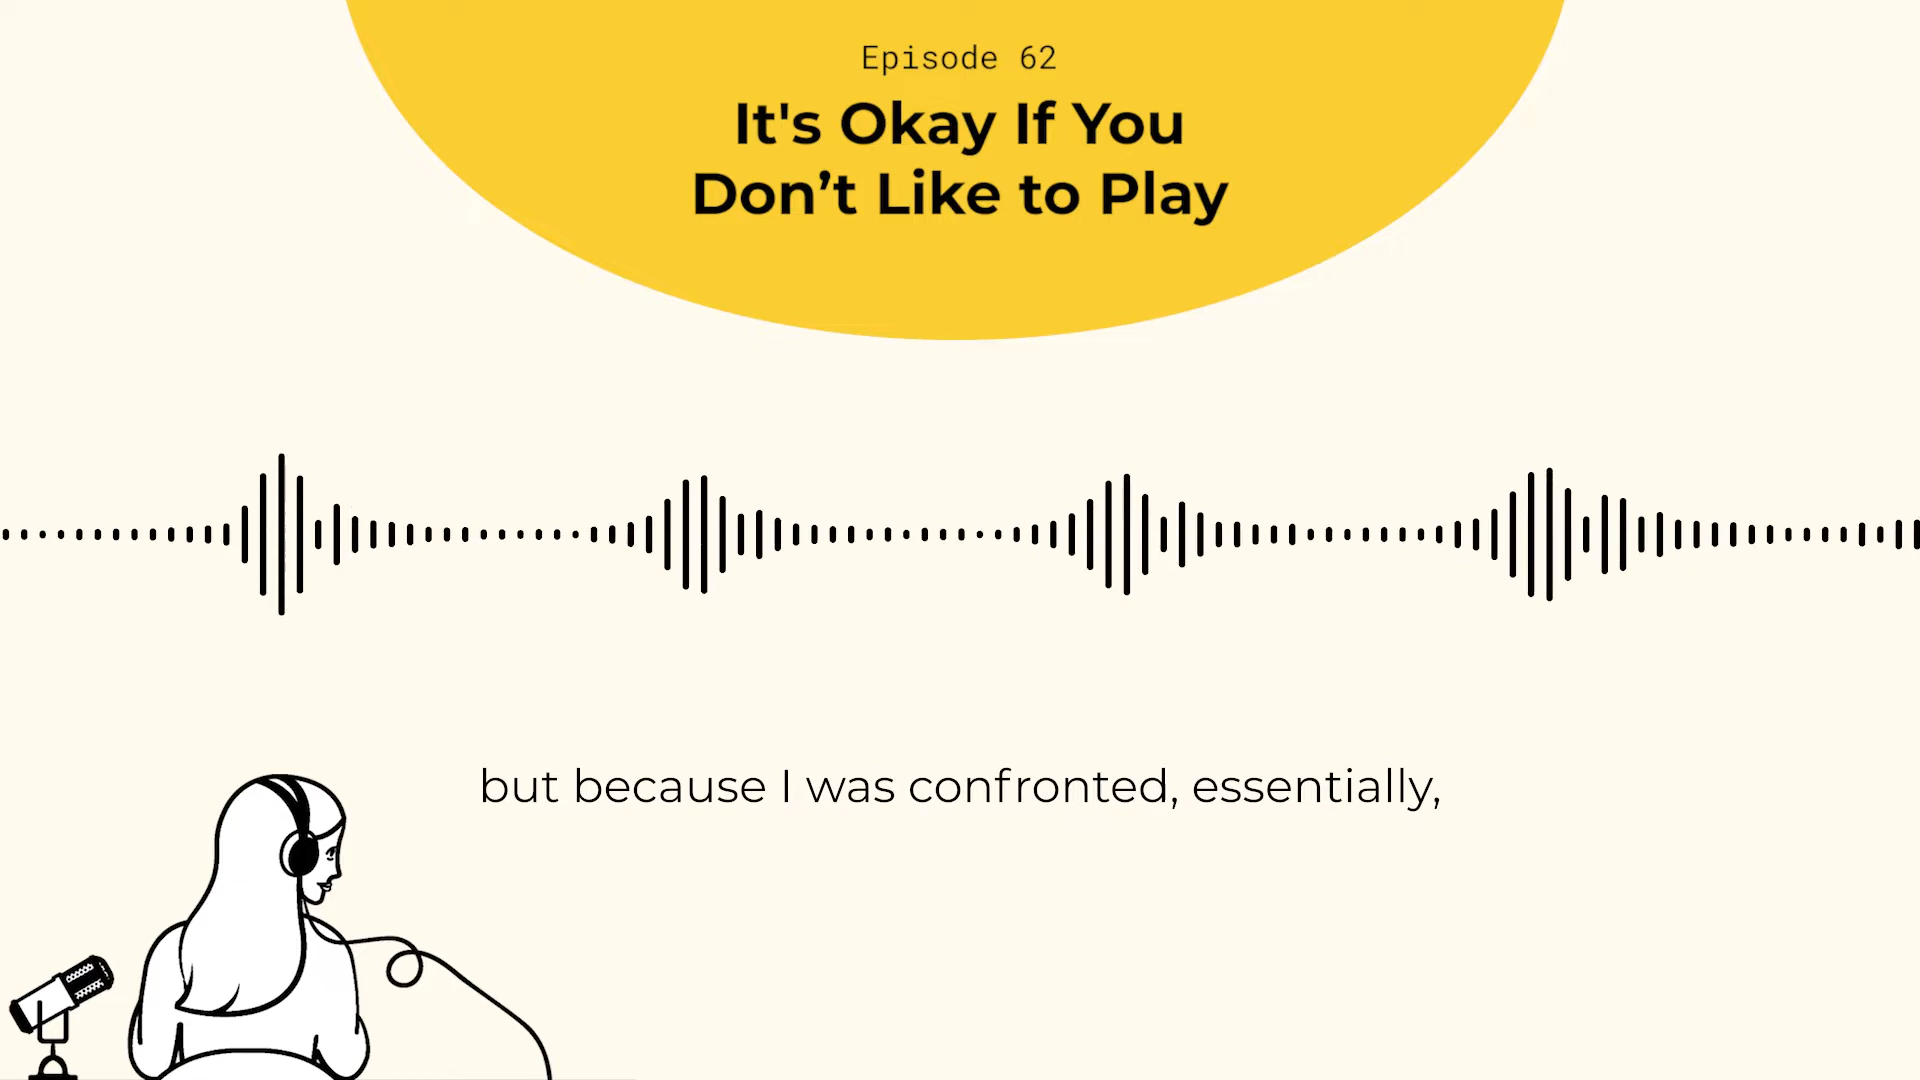 Episode 62
It's Okay If You
Don’t Like to Play
but because I was confronted, essentially,